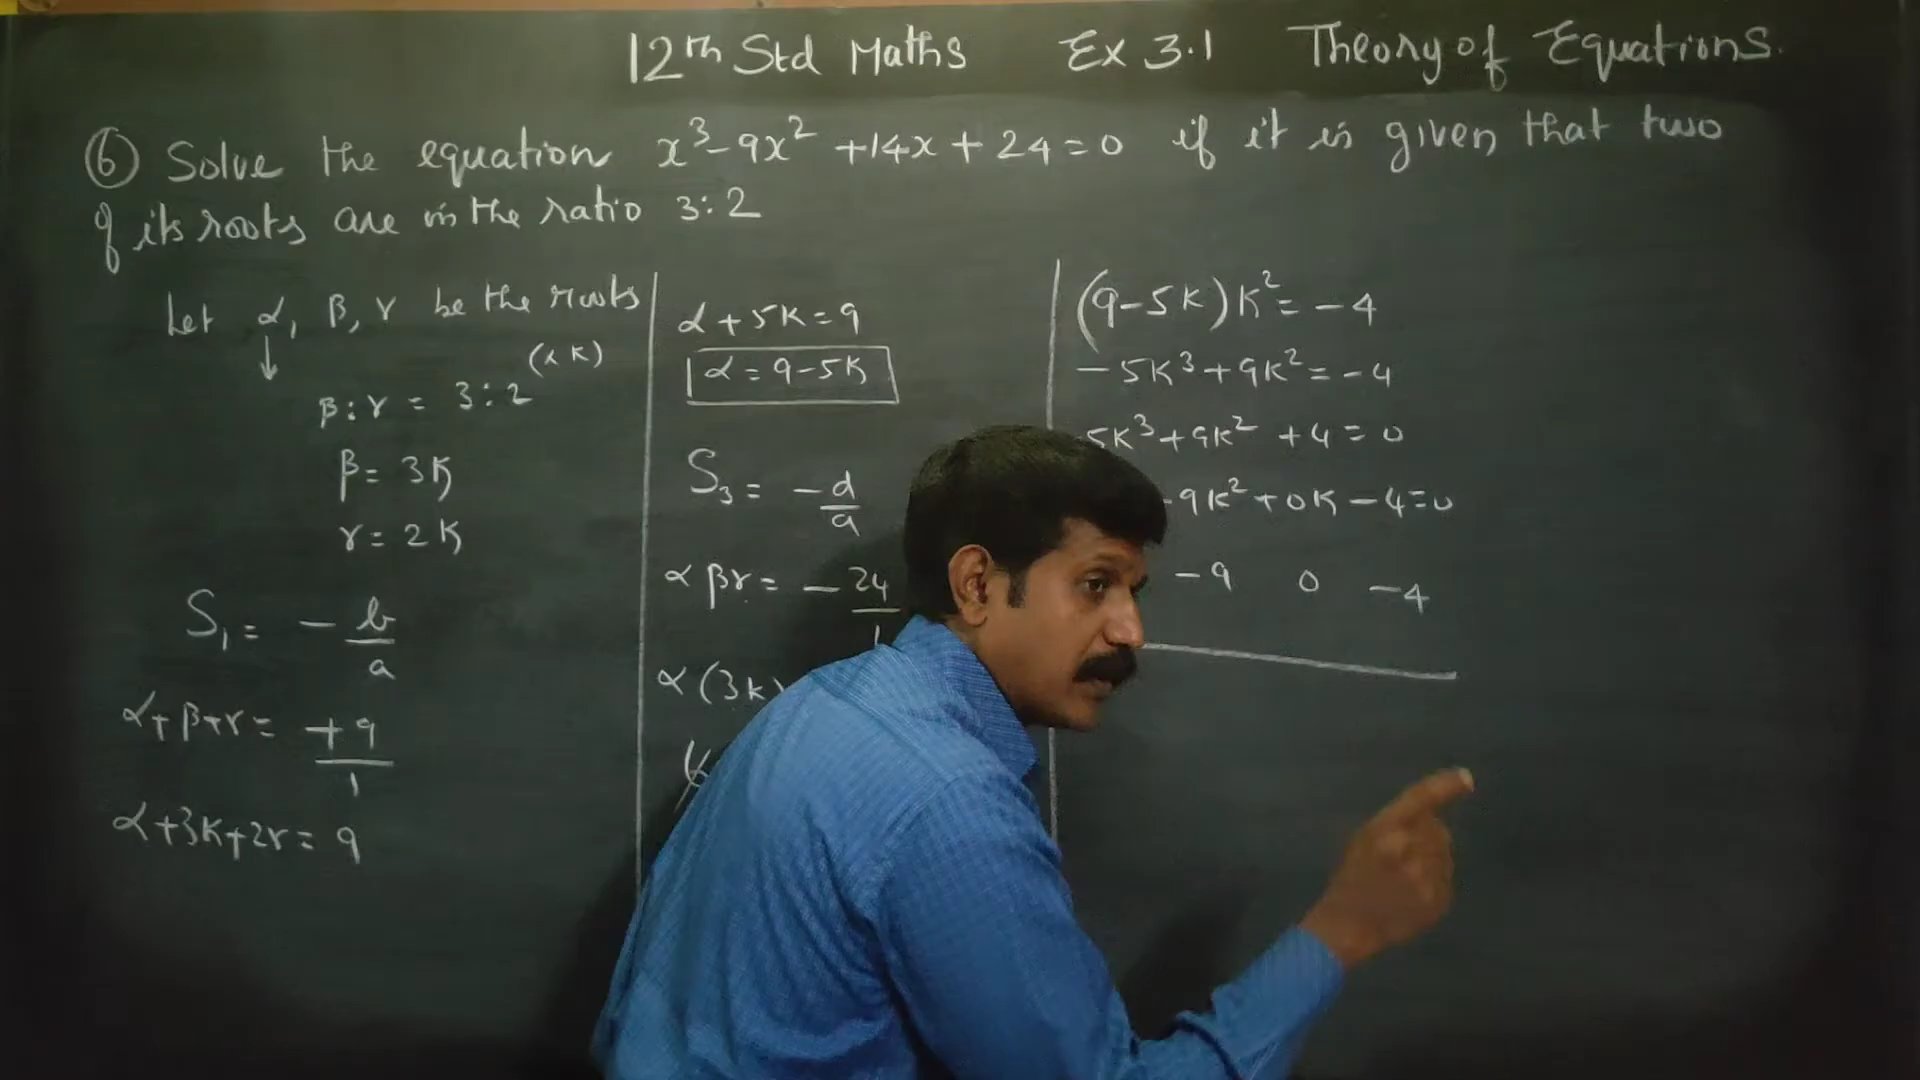 12th Std Maths Ex 3.1 Theory of Equations.
⑥ Solve the equation x³-9x²+14x+24=0 if it is given that two
of its roots are in the ratio 3:2
Let α, β, γ be the roots
↓
(x K)
β:γ = 3:2
β= 3K
γ= 2K
S₁= -b/a
α+β+γ= +9/1
α+3K+2γ= 9
α+5K=9
α=9-5K
S₃= -d/a
αβγ= -24/1
α(3K)
(9-5K)K²=-4
-5K³+9K²=-4
5K³+9K²+4=0
-9K²+0K-4=0
-9 0 -4